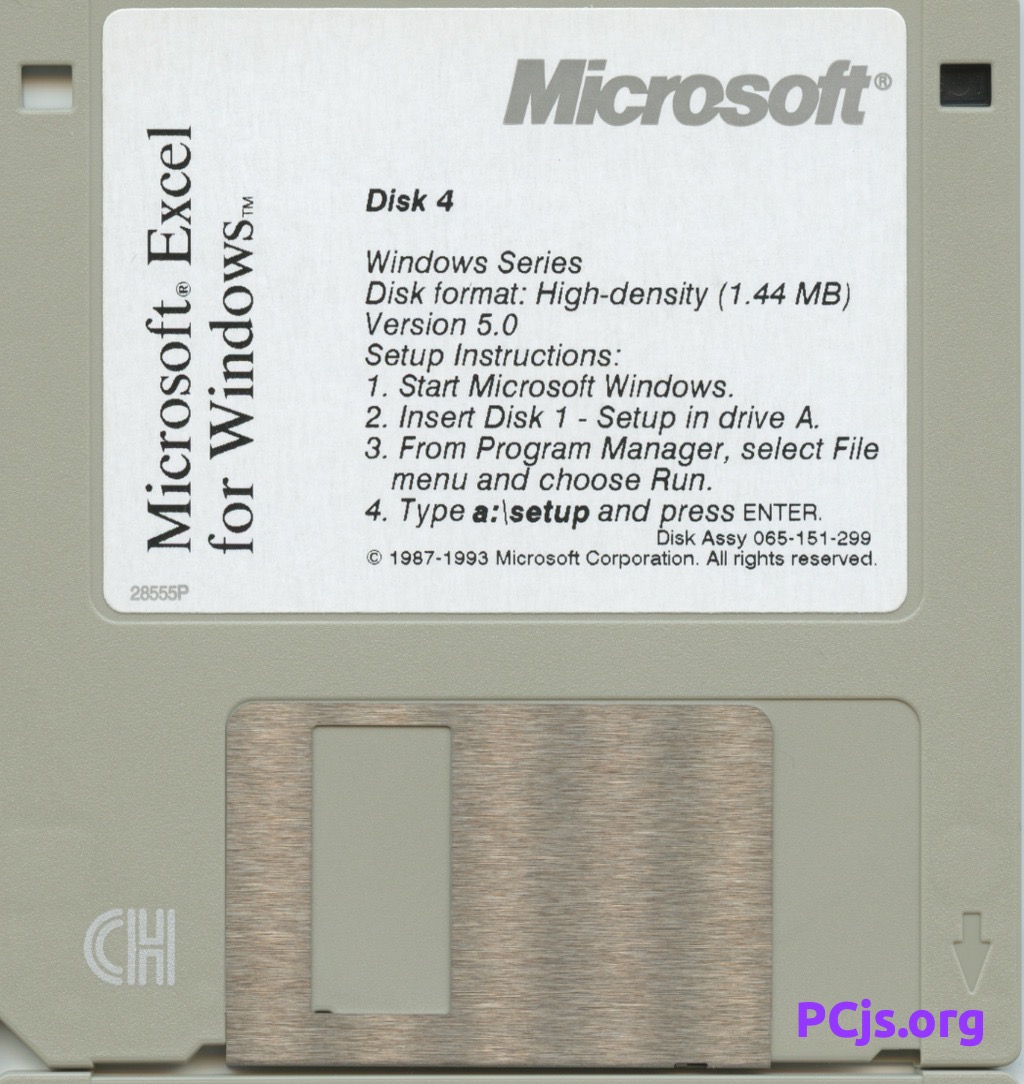 Microsoft®
Microsoft® Excel
for Windows™
Disk 4
Windows Series
Disk format: High-density (1.44 MB)
Version 5.0
Setup Instructions:
1. Start Microsoft Windows.
2. Insert Disk 1 - Setup in drive A.
3. From Program Manager, select File
menu and choose Run.
4. Type a:\setup and press ENTER.
Disk Assy 065-151-299
© 1987-1993 Microsoft Corporation. All rights reserved.
28555P
CH
PCjs.org